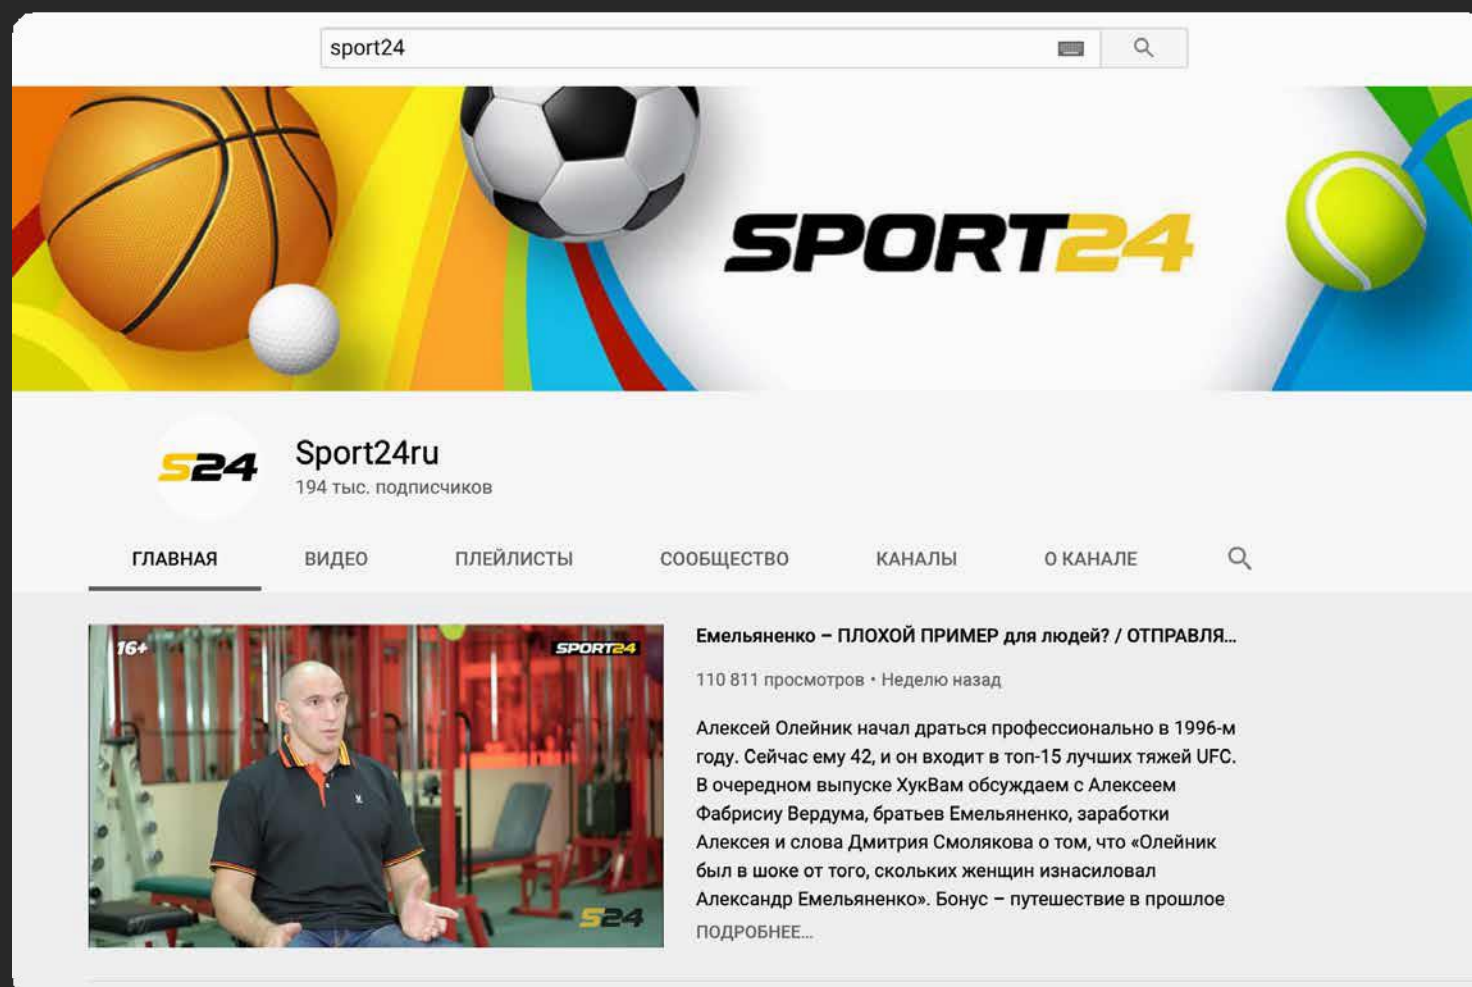 sport24
SPORT24
S24
Sport24ru
194 тыс. подписчиков
ГЛАВНАЯ
ВИДЕО
ПЛЕЙЛИСТЫ
СООБЩЕСТВО
КАНАЛЫ
О КАНАЛЕ
16+
SPORT24
S24
Емельяненко – ПЛОХОЙ ПРИМЕР для людей? / ОТПРАВЛЯ...
110 811 просмотров • Неделю назад
Алексей Олейник начал драться профессионально в 1996-м
году. Сейчас ему 42, и он входит в топ-15 лучших тяжей UFC.
В очередном выпуске ХукВам обсуждаем с Алексеем
Фабрисиу Вердума, братьев Емельяненко, заработки
Алексея и слова Дмитрия Смолякова о том, что «Олейник
был в шоке от того, скольких женщин изнасиловал
Александр Емельяненко». Бонус – путешествие в прошлое
ПОДРОБНЕЕ...